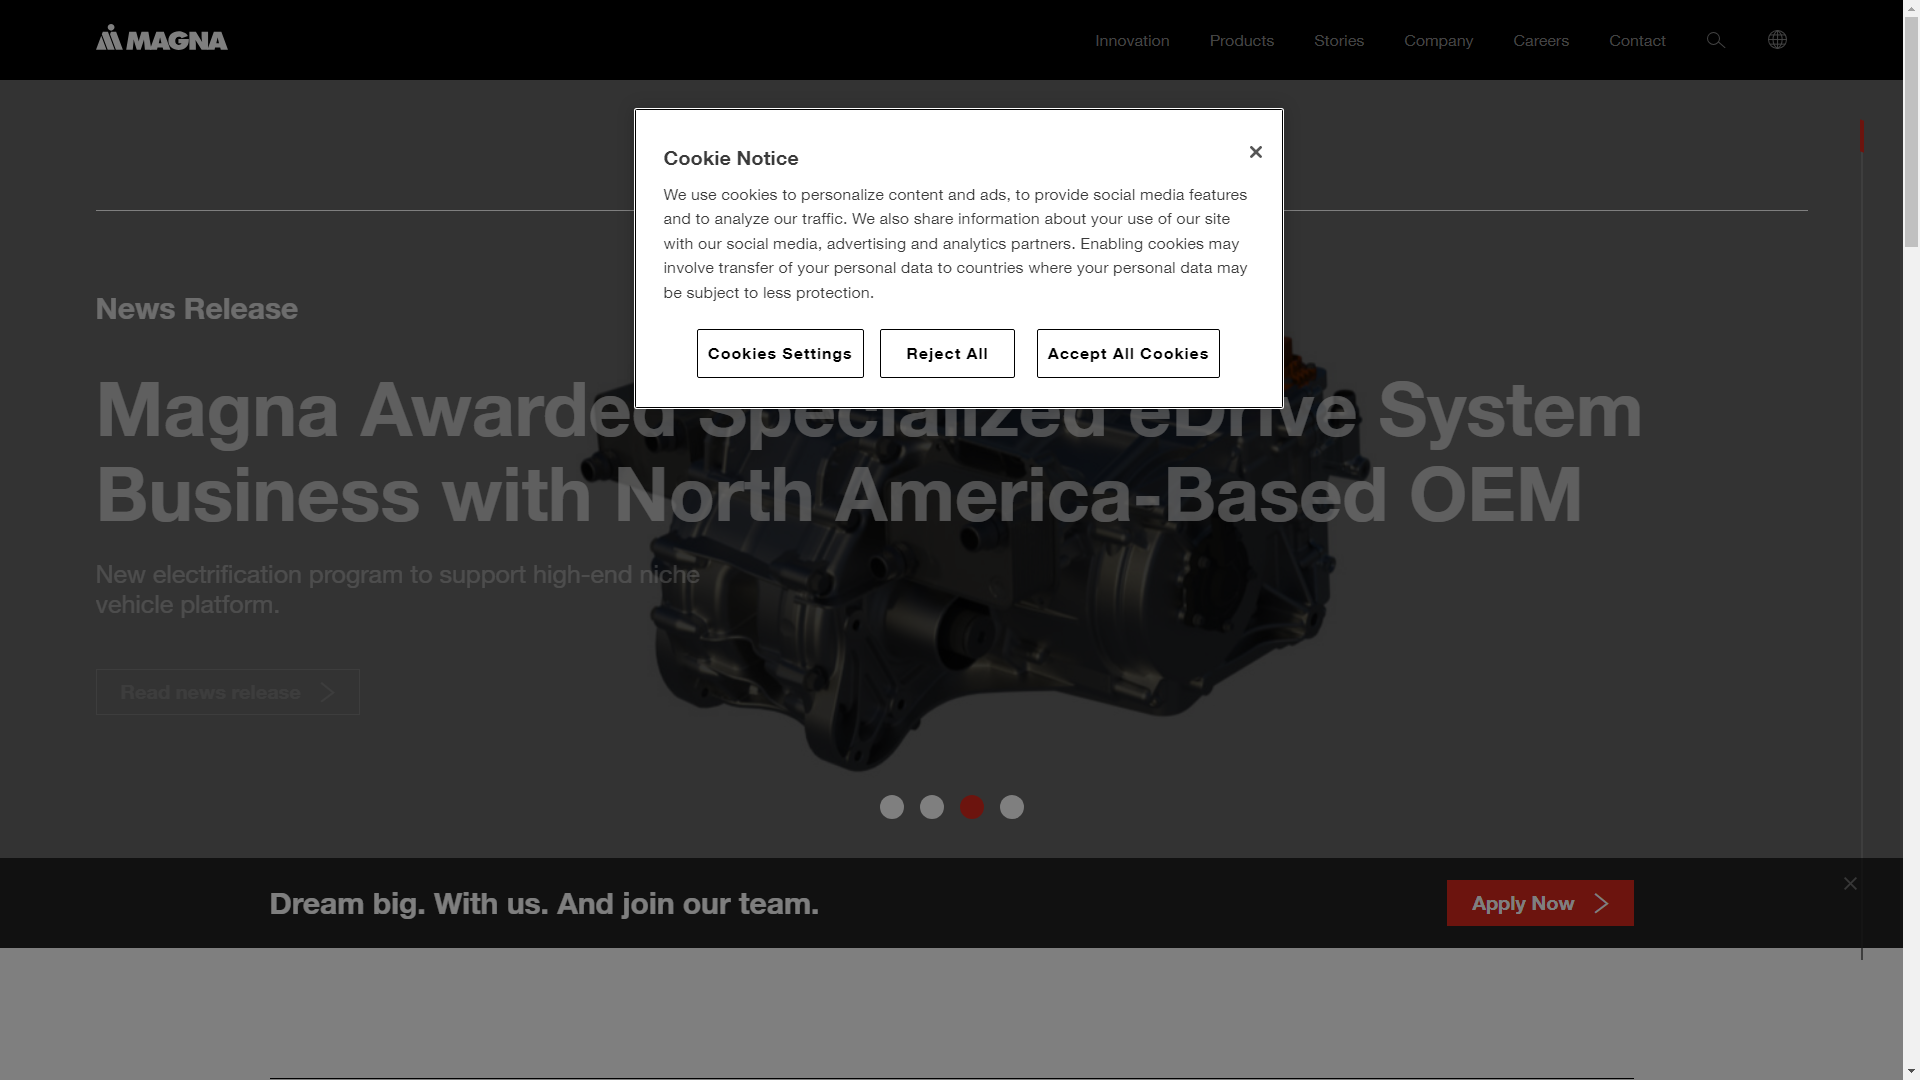 MAGNA
Innovation
Products
Stories
Company
Careers
Contact
Cookie Notice
We use cookies to personalize content and ads, to provide social media features
and to analyze our traffic. We also share information about your use of our site
with our social media, advertising and analytics partners. Enabling cookies may
involve transfer of your personal data to countries where your personal data may
be subject to less protection.
Cookies Settings
Reject All
Accept All Cookies
News Release
Magna Awarded Specialized eDrive System
Business with North America-Based OEM
New electrification program to support high-end niche
vehicle platform.
Read news release
Dream big. With us. And join our team.
Apply Now